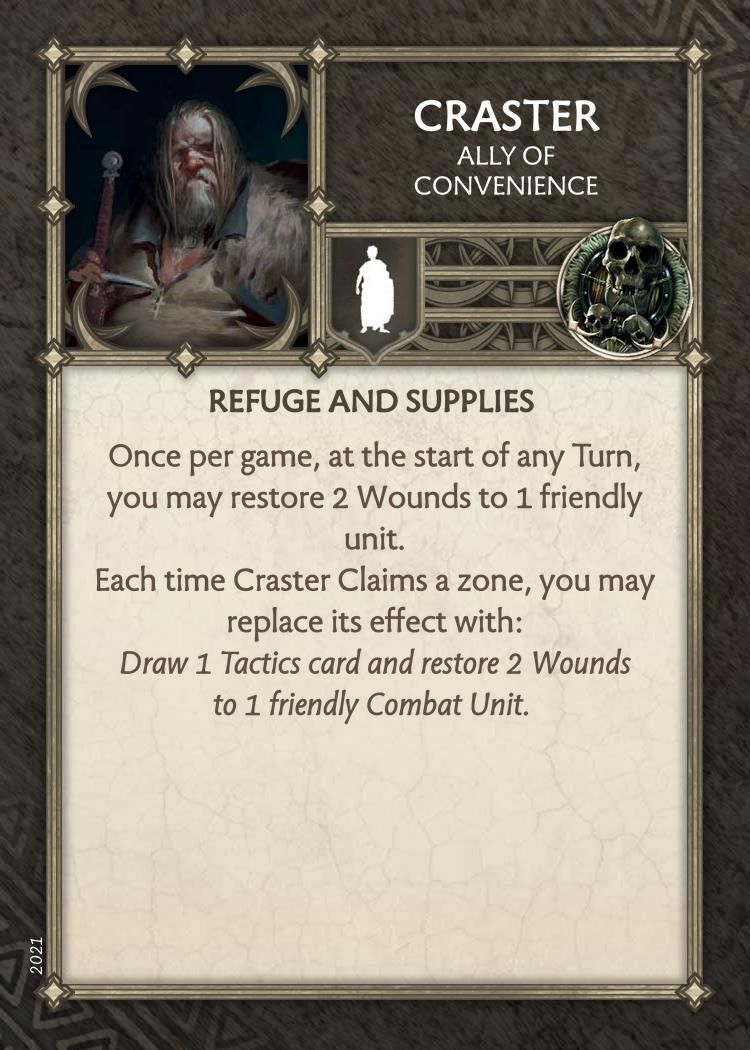 CRASTER
ALLY OF
CONVENIENCE
REFUGE AND SUPPLIES
Once per game, at the start of any Turn,
you may restore 2 Wounds to 1 friendly
unit.
Each time Craster Claims a zone, you may
replace its effect with:
Draw 1 Tactics card and restore 2 Wounds
to 1 friendly Combat Unit.
2021